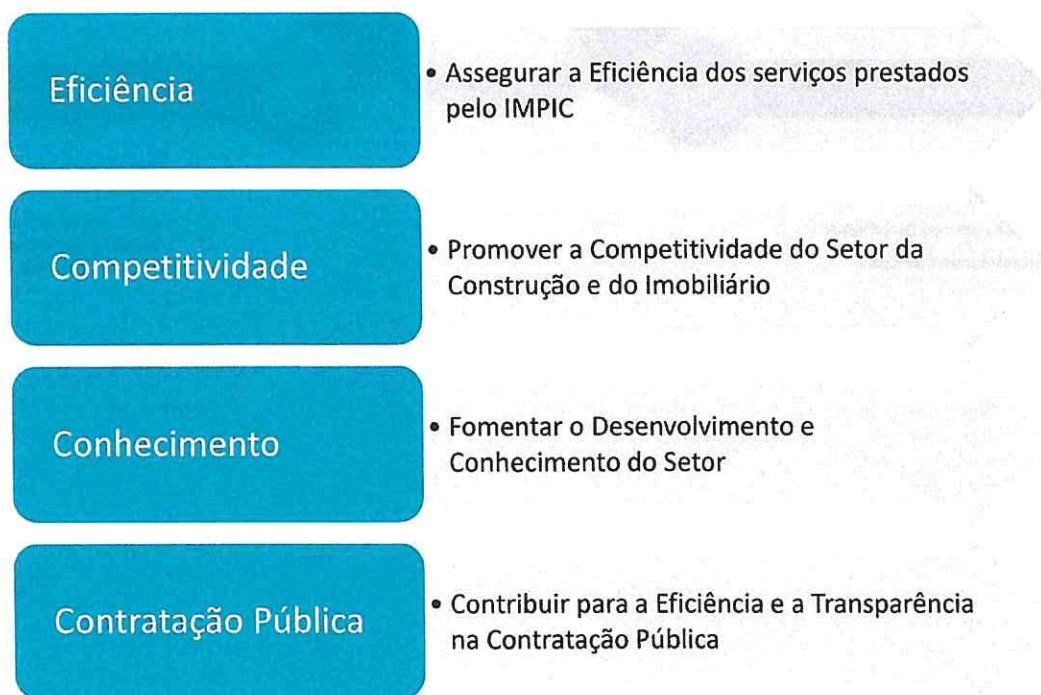 Eficiência
• Assegurar a Eficiência dos serviços prestados
pelo IMPIC
Competitividade
• Promover a Competitividade do Setor da
Construção e do Imobiliário
Conhecimento
• Fomentar o Desenvolvimento e
Conhecimento do Setor
Contratação Pública
• Contribuir para a Eficiência e a Transparência
na Contratação Pública